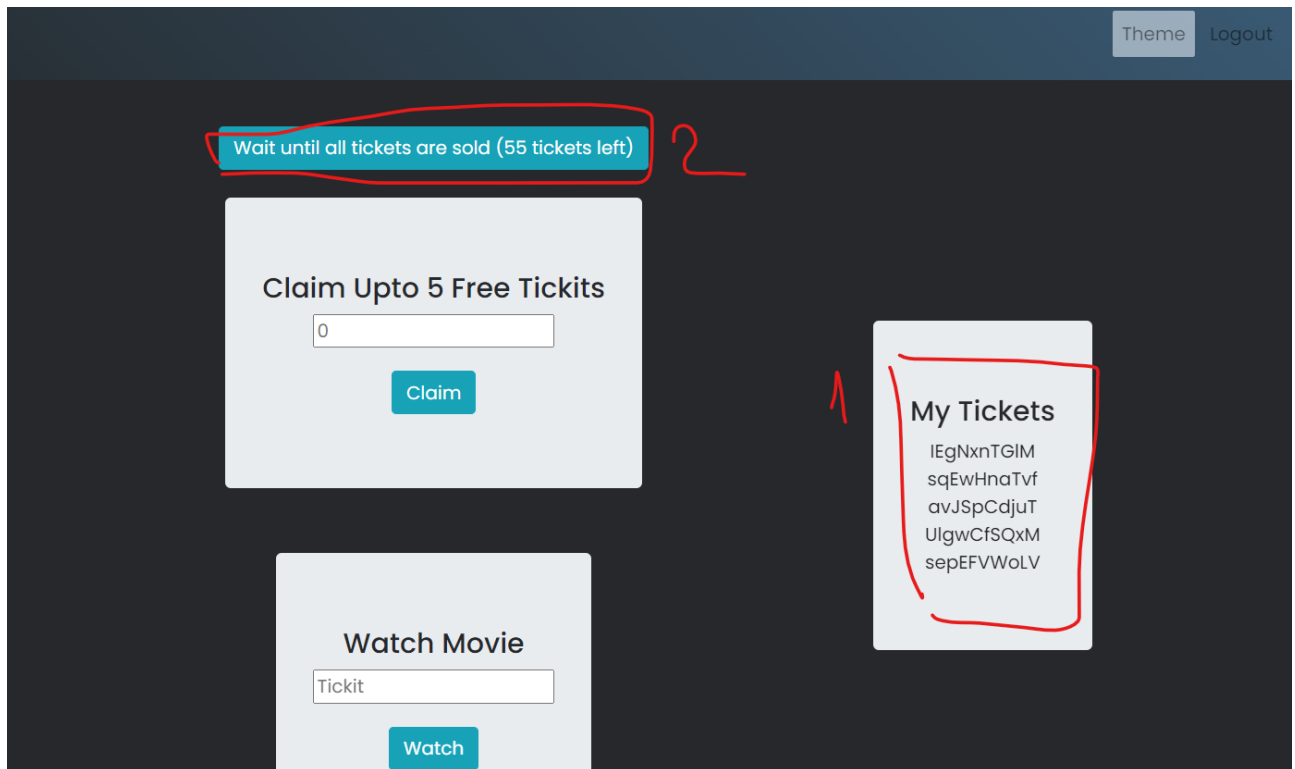 Theme Logout
Wait until all tickets are sold (55 tickets left)
2
Claim Upto 5 Free Tickits
0
Claim
1
My Tickets
IEgNxnTGlM
sqEwHnaTvf
avJSpCdjuT
UlgwCfSQxM
sepEFVWoLV
Watch Movie
Tickit
Watch